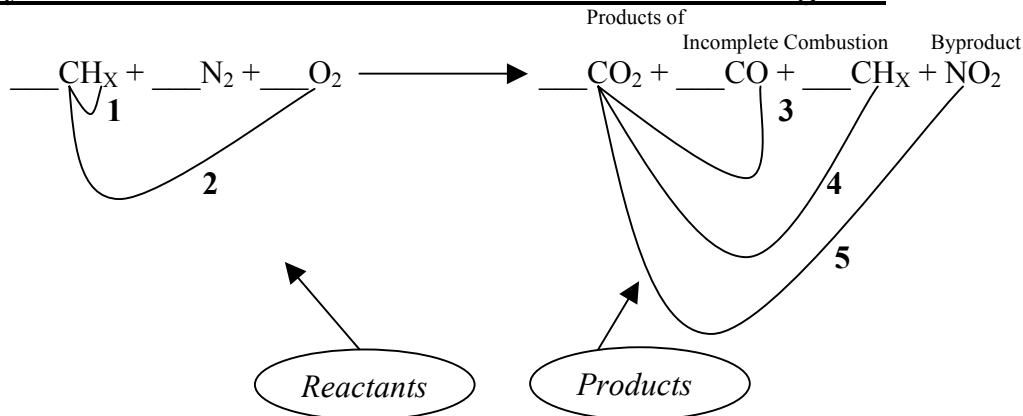 Products of
Incomplete Combustion Byproduct
___CHX + ___N2 + ___O2 ___CO2 + ___CO + ___CHX + NO2
1 3
2 4
5
Reactants Products